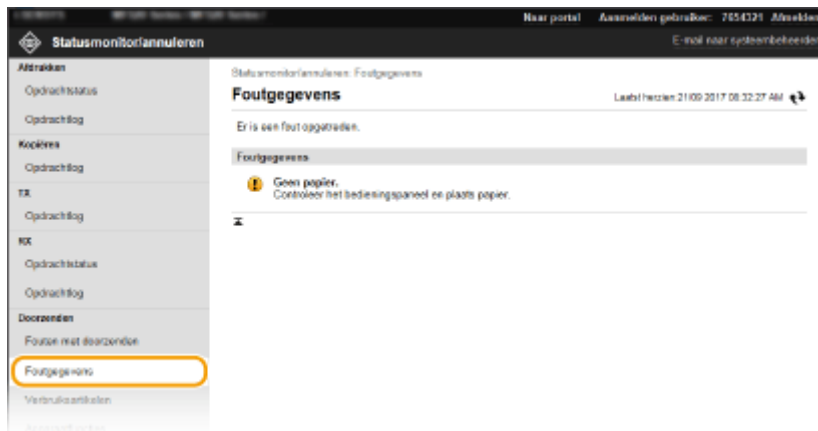 Naar portal Aanmelden gebruiker: 7654321 Afmelden
Statusmonitor/annuleren
E-mail naar systeembeheerder
Afdrukken
Opdrachtstatus
Opdrachtlog
Kopiëren
Opdrachtlog
TX
Opdrachtlog
RX
Opdrachtstatus
Opdrachtlog
Doorzenden
Fouten met doorzenden
Foutgegevens
Verbruiksartikelen
Statusmonitor/annuleren: Foutgegevens
Foutgegevens
Laatst herzien: 21/09 2017 08:32:27 AM
Er is een fout opgetreden.
Foutgegevens
Geen papier.
Controleer het bedieningspaneel en plaats papier.